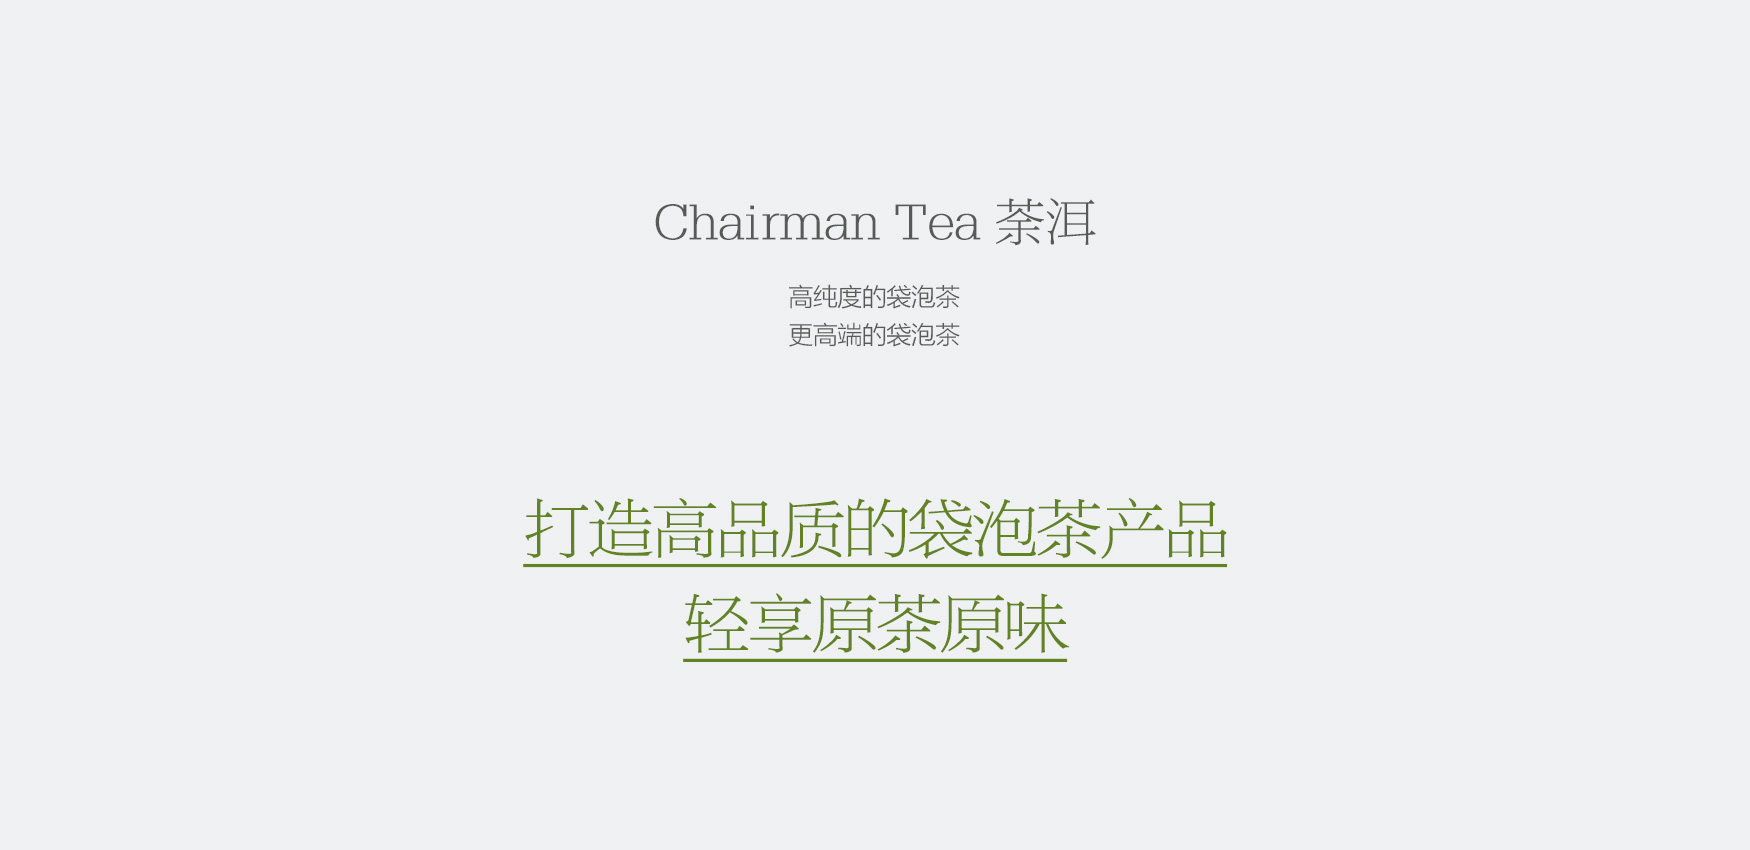 Chairman Tea 荼洱
高纯度的袋泡茶
更高端的袋泡茶
打造高品质的袋泡茶产品
轻享原茶原味